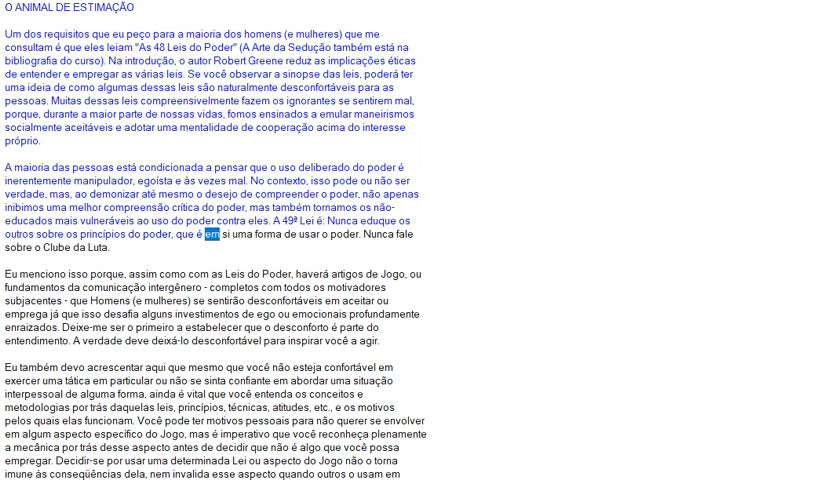 O ANIMAL DE ESTIMAÇÃO
Um dos requisitos que eu peço para a maioria dos homens (e mulheres) que me
consultam é que eles leiam "As 48 Leis do Poder" (A Arte da Sedução também está na
bibliografia do curso). Na introdução, o autor Robert Greene reduz as implicações éticas
de entender e empregar as várias leis. Se você observar a sinopse das leis, poderá ter
uma ideia de como algumas dessas leis são naturalmente desconfortáveis para as
pessoas. Muitas dessas leis compreensivelmente fazem os ignorantes se sentirem mal,
porque, durante a maior parte de nossas vidas, fomos ensinados a emular maneirismos
socialmente aceitáveis e adotar uma mentalidade de cooperação acima do interesse
próprio.
A maioria das pessoas está condicionada a pensar que o uso deliberado do poder é
inerentemente manipulador, egoísta e às vezes mal. No contexto, isso pode ou não ser
verdade, mas, ao demonizar até mesmo o desejo de compreender o poder, não apenas
inibimos uma melhor compreensão crítica do poder, mas também tornamos os não-
educados mais vulneráveis ao uso do poder contra eles. A 49ª Lei é: Nunca eduque os
outros sobre os princípios do poder, que é em si uma forma de usar o poder. Nunca fale
sobre o Clube da Luta.
Eu menciono isso porque, assim como com as Leis do Poder, haverá artigos de Jogo, ou
fundamentos da comunicação intergênero - completos com todos os motivadores
subjacentes - que Homens (e mulheres) se sentirão desconfortáveis em aceitar ou
emprega já que isso desafia alguns investimentos de ego ou emocionais profundamente
enraizados. Deixe-me ser o primeiro a estabelecer que o desconforto é parte do
entendimento. A verdade deve deixá-lo desconfortável para inspirar você a agir.
Eu também devo acrescentar aqui que mesmo que você não esteja confortável em
exercer uma tática em particular ou não se sinta confiante em abordar uma situação
interpessoal de alguma forma, ainda é vital que você entenda os conceitos e
metodologias por trás daquelas leis, princípios, técnicas, atitudes, etc., e os motivos
pelos quais elas funcionam. Você pode ter motivos pessoais para não querer se envolver
em algum aspecto específico do Jogo, mas é imperativo que você reconheça plenamente
a mecânica por trás desse aspecto antes de decidir que não é algo que você possa
empregar. Decidir-se por usar uma determinada Lei ou aspecto do Jogo não o torna
imune às conseqüências dela, nem invalida esse aspecto quando outros o usam em